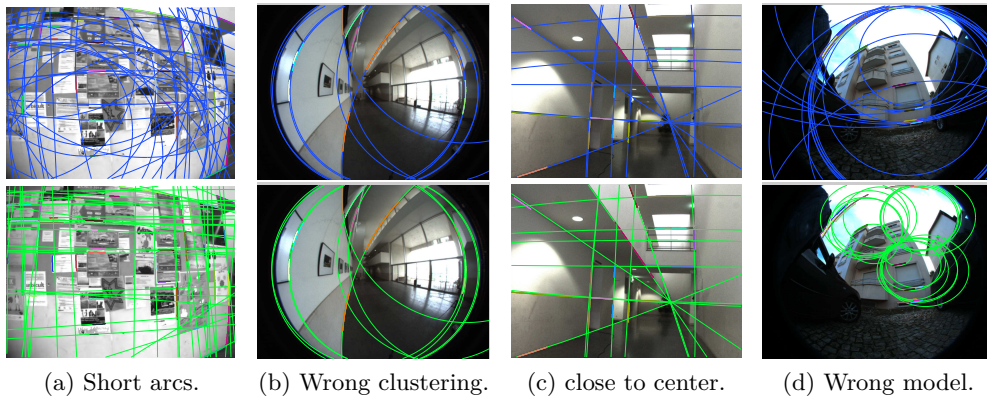 (a) Short arcs.
(b) Wrong clustering.
(c) close to center.
(d) Wrong model.